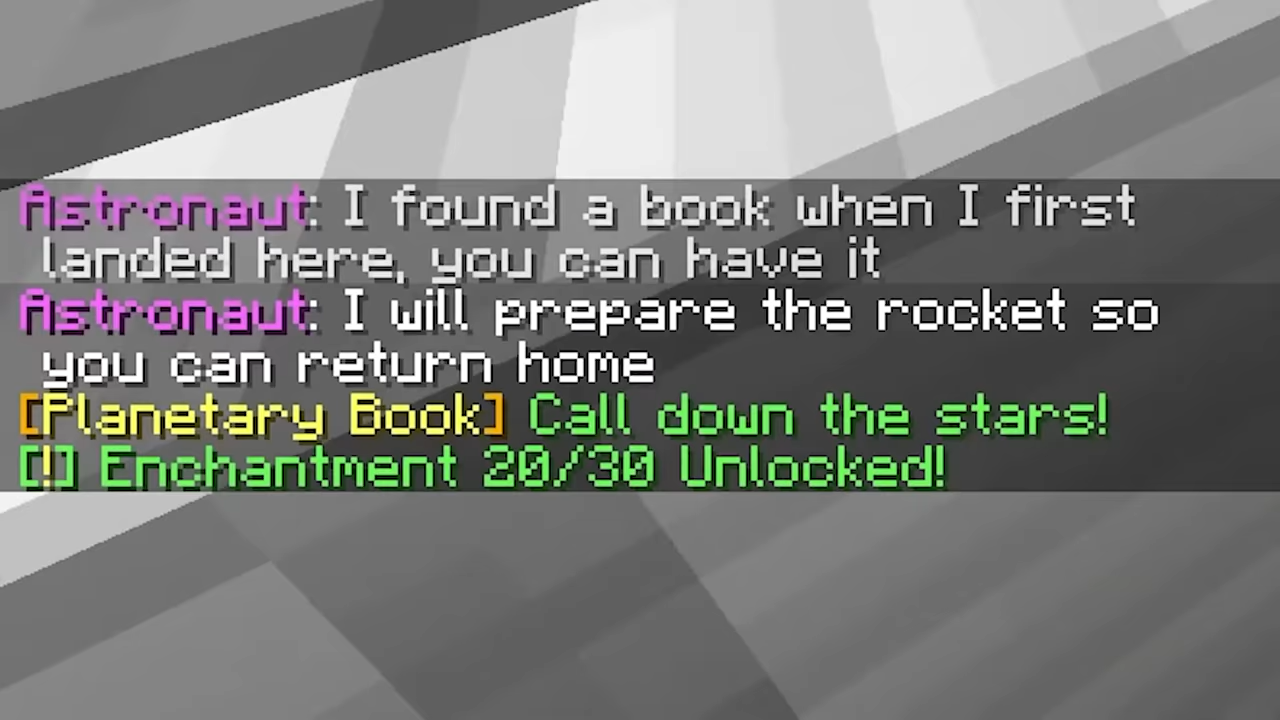 Astronaut: I found a book when I first
landed here, you can have it
Astronaut: I will prepare the rocket so
you can return home
[Planetary Book] Call down the stars!
[!] Enchantment 20/30 Unlocked!